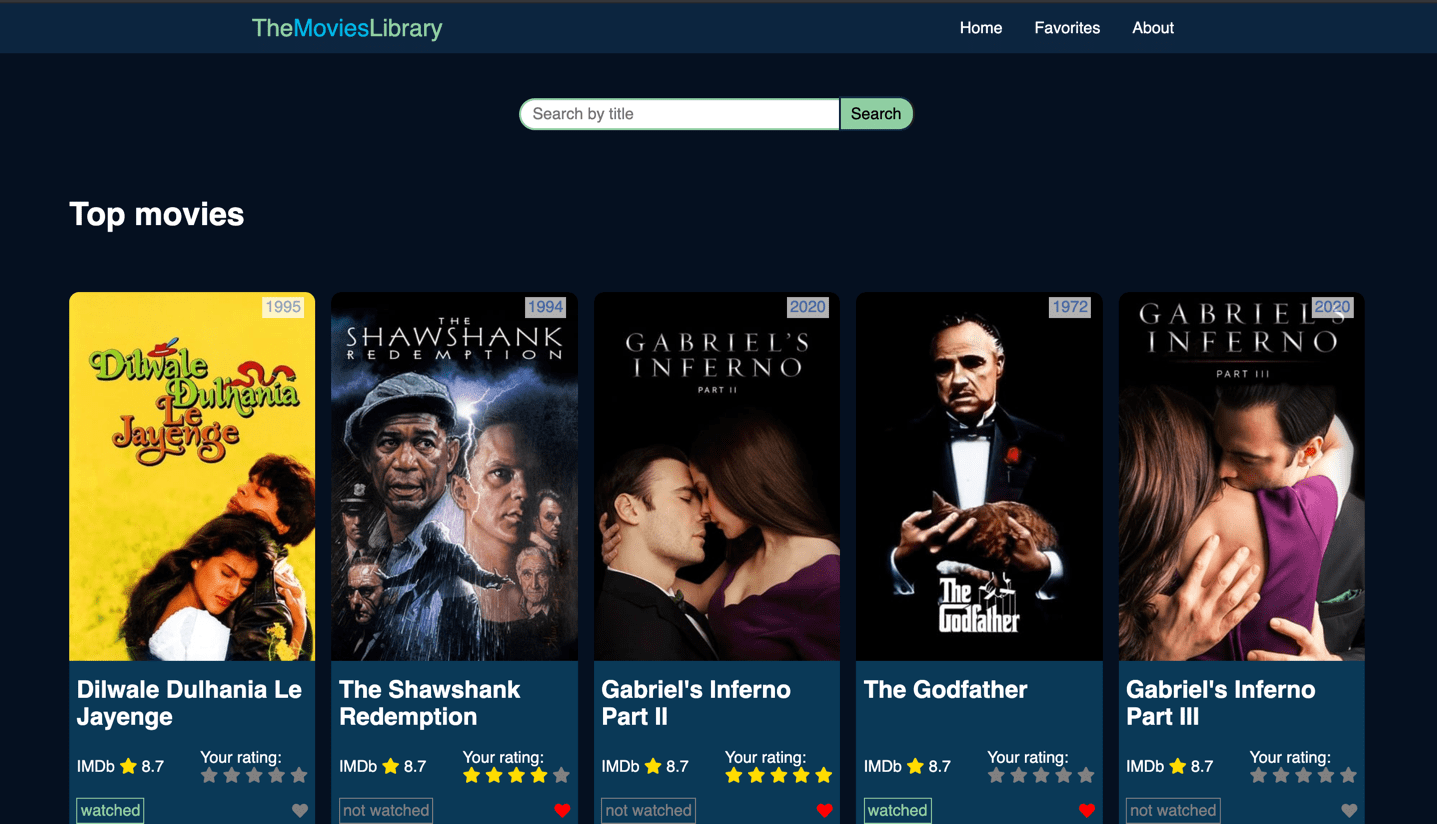 TheMoviesLibrary
Home Favorites About
Search by title Search
Top movies
1995
Dilwale
Dulhania
Le
Jayenge
1994
THE
SHAWSHANK
REDEMPTION
2020
GABRIEL'S
INFERNO
PART II
1972
The
Godfather
2020
GABRIEL'S
INFERNO
PART III
Dilwale Dulhania Le
Jayenge
IMDb 8.7 Your rating:
watched
The Shawshank
Redemption
IMDb 8.7 Your rating:
not watched
Gabriel's Inferno
Part II
IMDb 8.7 Your rating:
not watched
The Godfather
IMDb 8.7 Your rating:
watched
Gabriel's Inferno
Part III
IMDb 8.7 Your rating:
not watched